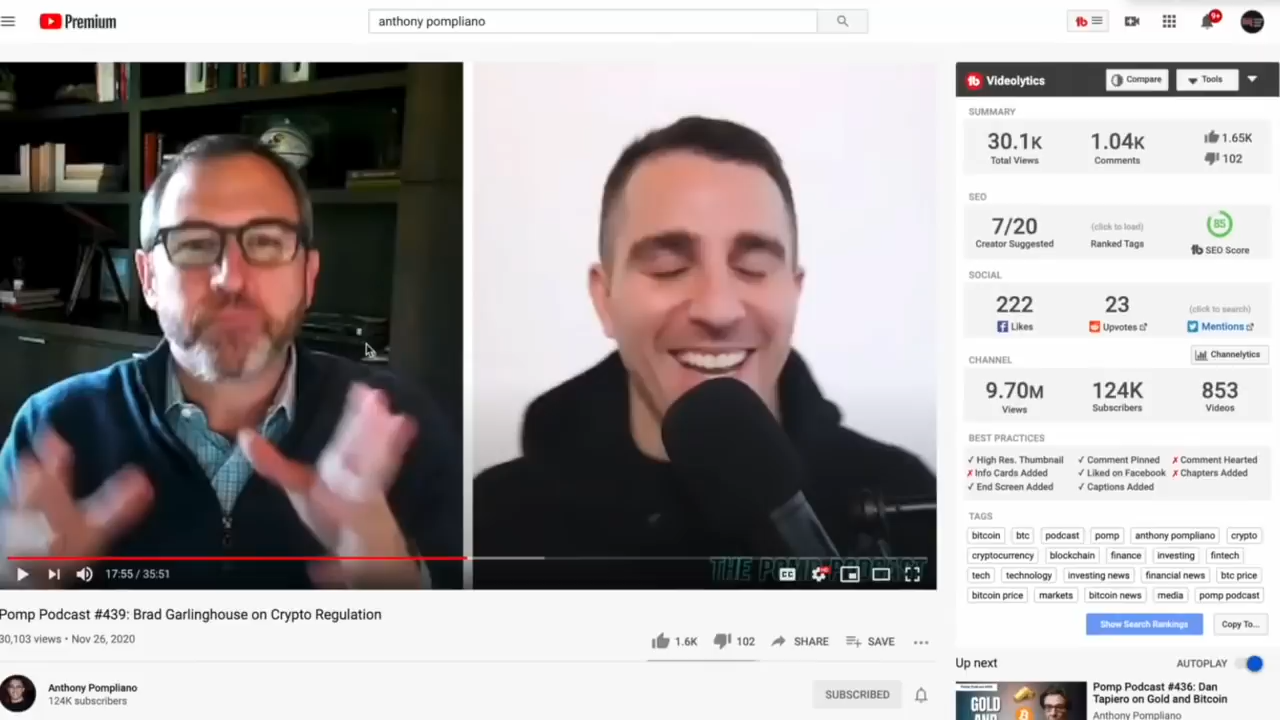 Premium
anthony pompliano
9+
Videolytics
Compare
Tools
SUMMARY
30.1K
Total Views
1.04K
Comments
1.65K
102
SEO
7/20
Creator Suggested
(click to load)
Ranked Tags
85
SEO Score
SOCIAL
222
Likes
23
Upvotes
(click to search)
Mentions
CHANNEL
Channelytics
9.70M
Views
124K
Subscribers
853
Videos
BEST PRACTICES
✓ High Res. Thumbnail ✓ Comment Pinned ✗ Comment Hearted
✗ Info Cards Added ✓ Liked on Facebook ✗ Chapters Added
✓ End Screen Added ✓ Captions Added
TAGS
bitcoin btc podcast pomp anthony pompliano crypto
cryptocurrency blockchain finance investing fintech
tech technology investing news financial news btc price
bitcoin price markets bitcoin news media pomp podcast
Show Search Rankings Copy To...
THE POMP PODCAST
17:55 / 35:51
Pomp Podcast #439: Brad Garlinghouse on Crypto Regulation
30,103 views • Nov 26, 2020
1.6K 102 SHARE SAVE
Anthony Pompliano
124K subscribers
SUBSCRIBED
Up next AUTOPLAY
GOLD
AND
Pomp Podcast #436: Dan
Tapiero on Gold and Bitcoin
Anthony Pompliano